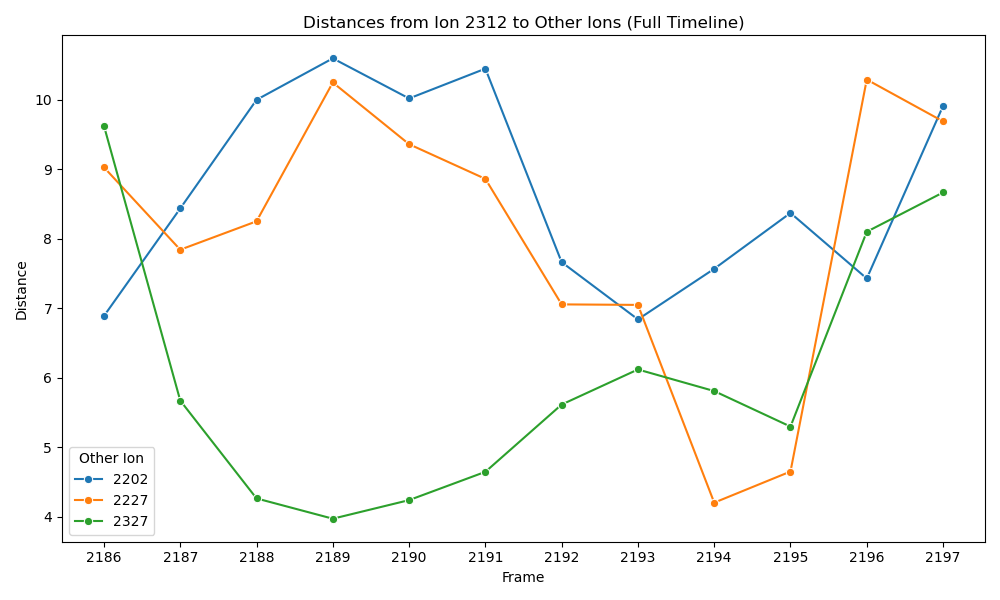 Distances from Ion 2312 to Other Ions (Full Timeline)
Distance
10
9
8
7
6
5
4
Other Ion
2202
2227
2327
2186 2187 2188 2189 2190 2191 2192 2193 2194 2195 2196 2197
Frame